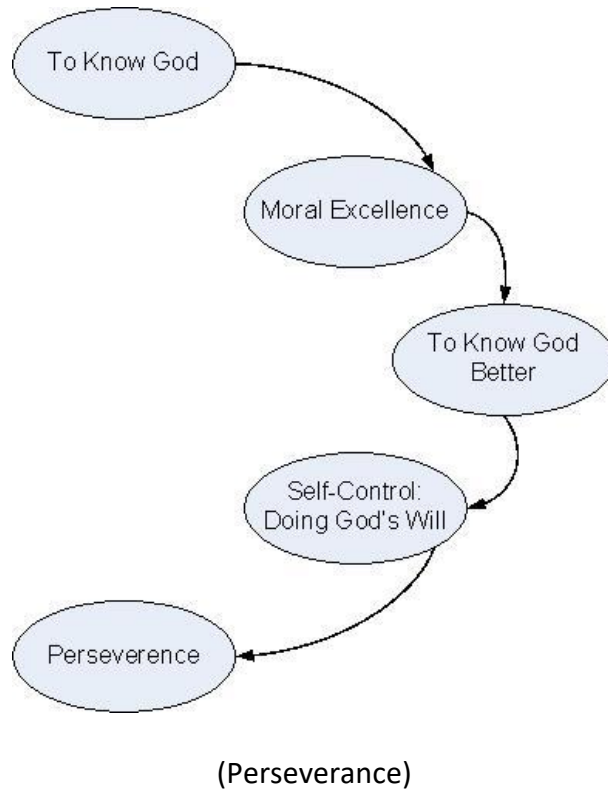 To Know God
Moral Excellence
To Know God
Better
Self-Control:
Doing God's Will
Perseverence
(Perseverance)